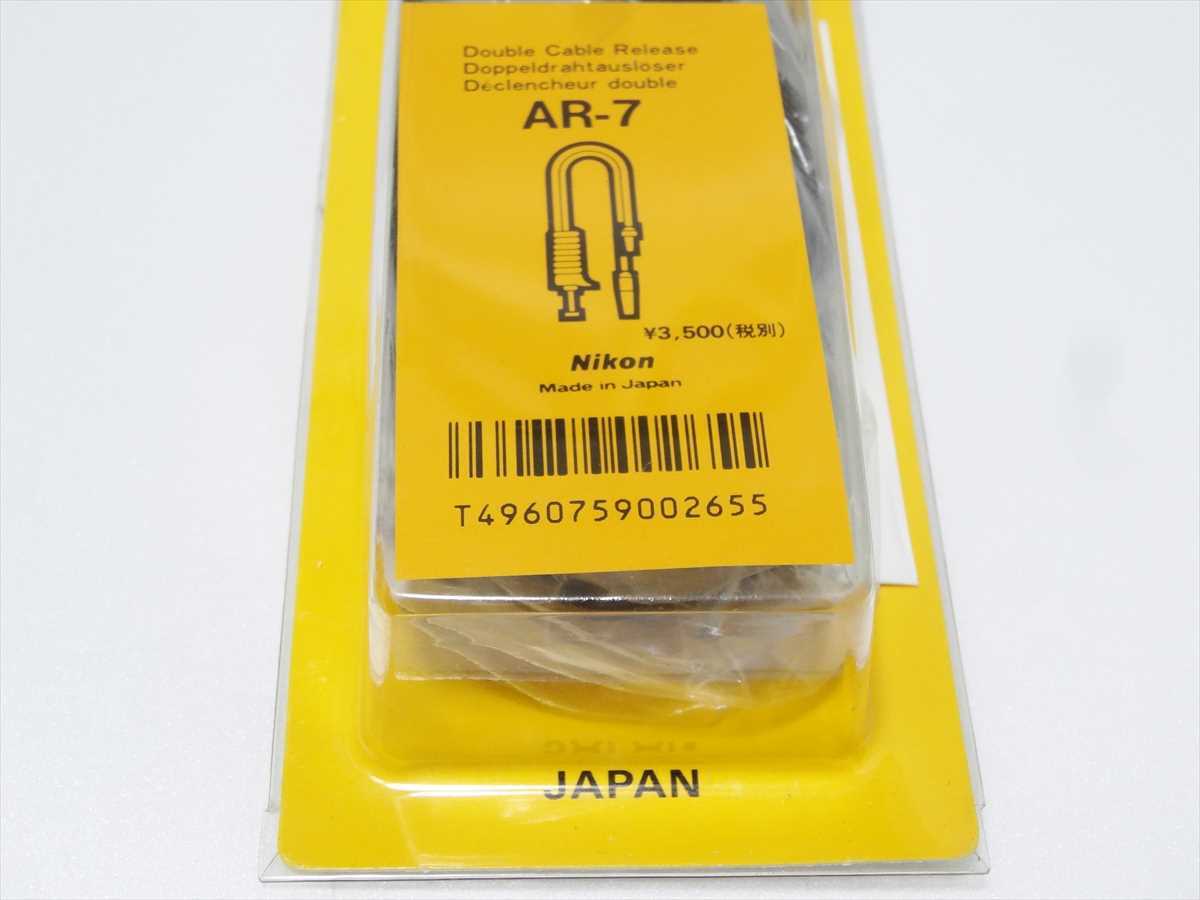 Double Cable Release
Doppeldrahtauslöser
Déclencheur double
AR-7
¥3,500(税別)
Nikon
Made in Japan
T4960759002655
JAPAN